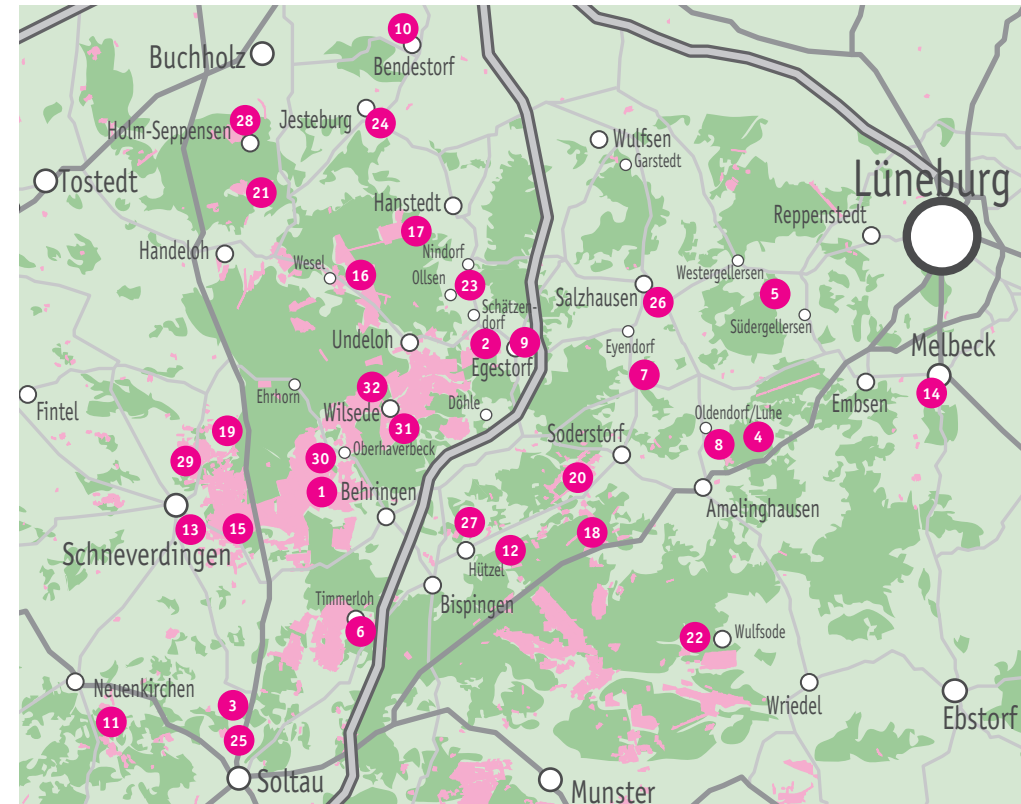 10
Buchholz
Bendestorf
28
Jesteburg
24
Holm-Seppensen
Wulfsen
Garstedt
Tostedt
21
Lüneburg
Hanstedt
17
Reppenstedt
Handeloh
Nindorf
Wesel
16
Ollsen
23
Westergellersen
5
Salzhausen
26
Schätzen-
dorf
Südergellersen
Undeloh
2
9
Eyendorf
Egestorf
Melbeck
7
32
Ehrhorn
14
Fintel
Wilsede
Döhle
Embsen
19
31
Oldendorf/Luhe
8
4
Soderstorf
29
30
Oberhaverbeck
20
1
Behringen
Amelinghausen
13
15
27
18
Schneverdingen
12
Hützel
Timmerloh
Bispingen
6
22
Wulfsode
Neuenkirchen
3
Wriedel
11
Ebstorf
25
Soltau
Munster